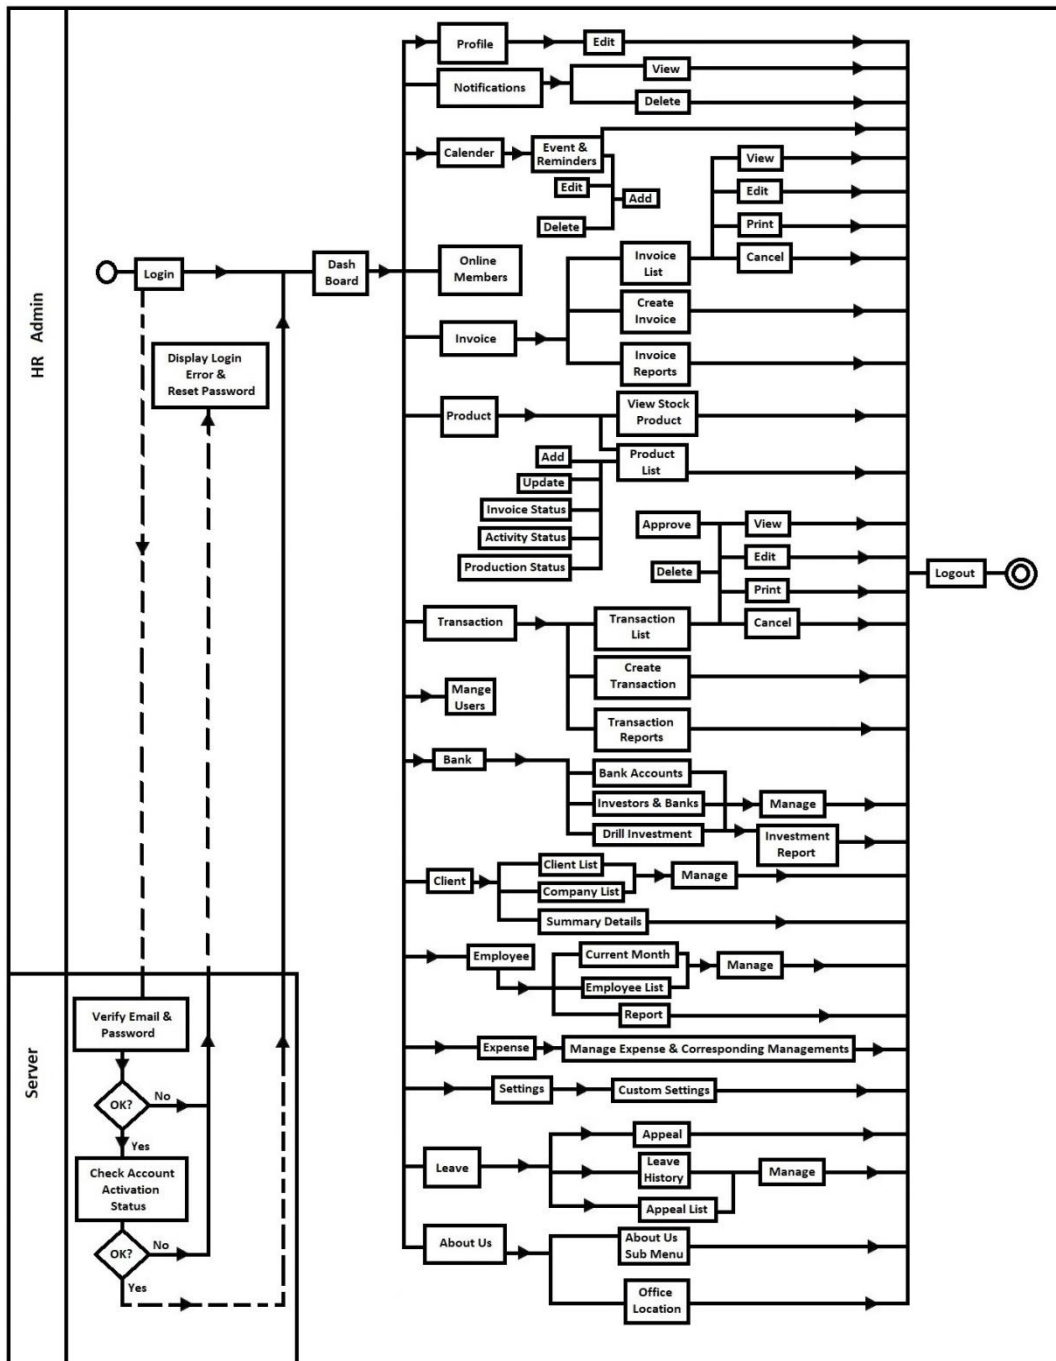 HR Admin
Server
Login
Display Login
Error &
Reset Password
Verify Email &
Password
OK?
No
Yes
Check Account
Activation
Status
OK?
No
Yes
Dash
Board
Profile
Edit
Notifications
View
Delete
Calender
Event &
Reminders
Edit
Add
Delete
Online
Members
Invoice
Invoice
List
View
Edit
Print
Cancel
Create
Invoice
Invoice
Reports
Product
View Stock
Product
Product
List
Add
Update
Invoice Status
Activity Status
Production Status
Transaction
Transaction
List
Approve
Delete
View
Edit
Print
Cancel
Create
Transaction
Transaction
Reports
Mange
Users
Bank
Bank Accounts
Investors & Banks
Drill Investment
Manage
Investment
Report
Client
Client List
Company List
Manage
Summary Details
Employee
Current Month
Employee List
Manage
Report
Expense
Manage Expense & Corresponding Managements
Settings
Custom Settings
Leave
Appeal
Leave
History
Appeal List
Manage
About Us
About Us
Sub Menu
Office
Location
Logout